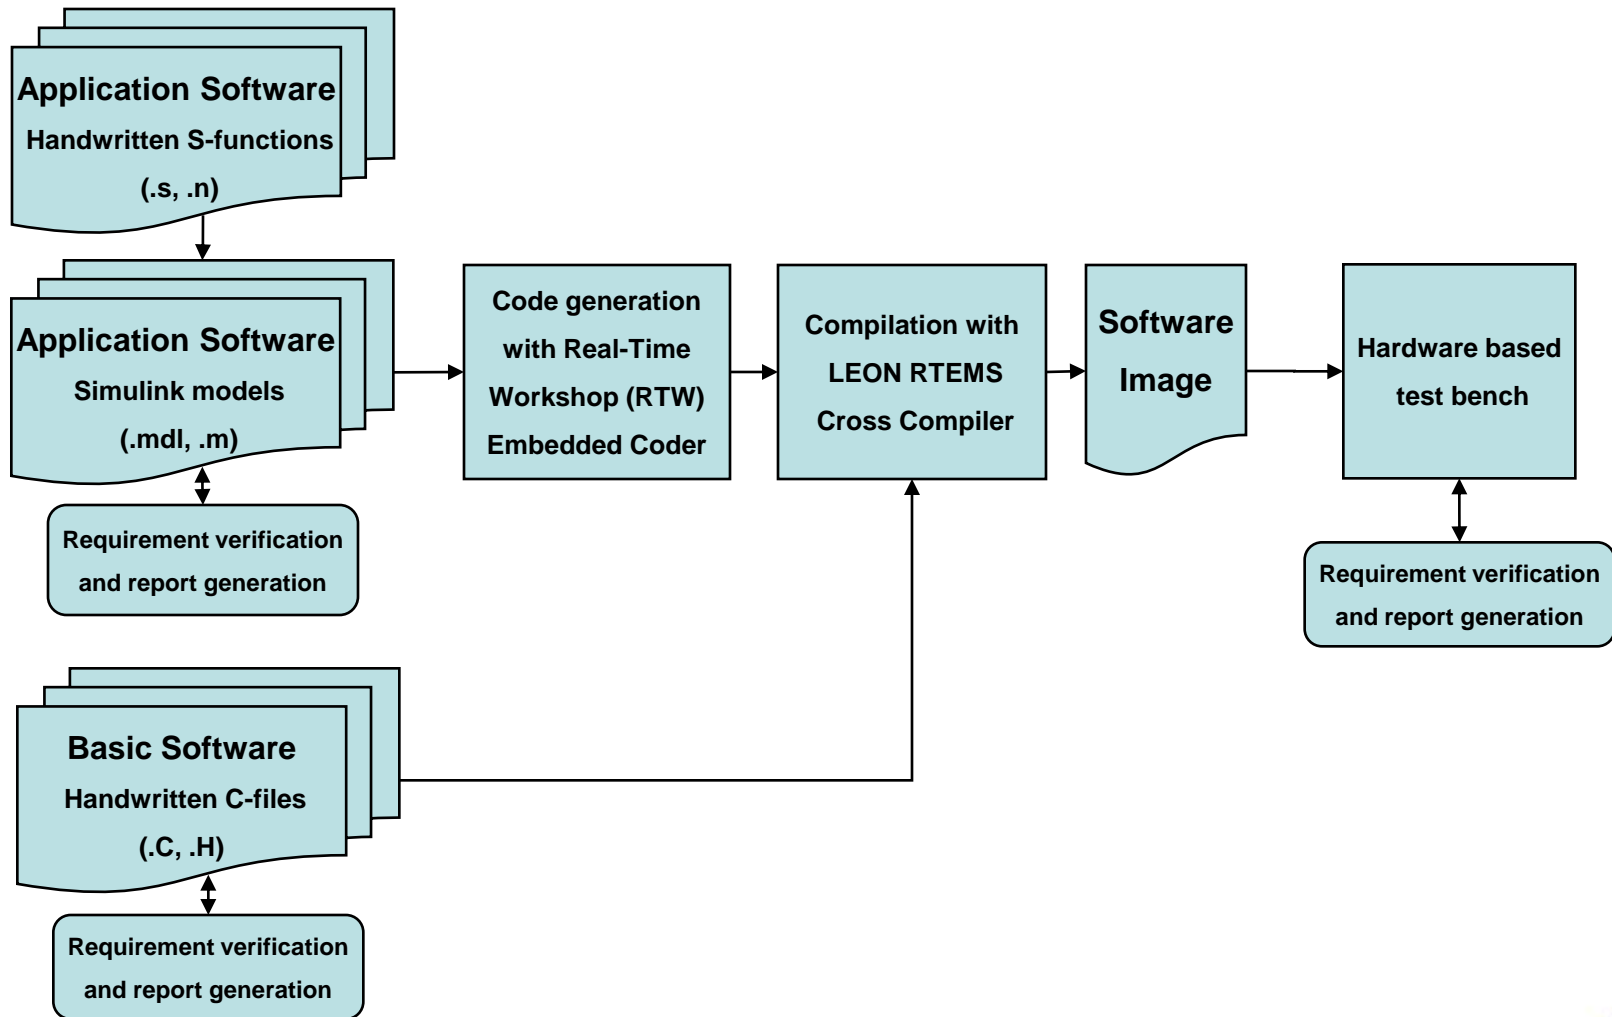 Application Software
Handwritten S-functions
(.s, .n)
Application Software
Simulink models
(.mdl, .m)
Requirement verification
and report generation
Code generation
with Real-Time
Workshop (RTW)
Embedded Coder
Compilation with
LEON RTEMS
Cross Compiler
Software
Image
Hardware based
test bench
Requirement verification
and report generation
Basic Software
Handwritten C-files
(.C, .H)
Requirement verification
and report generation